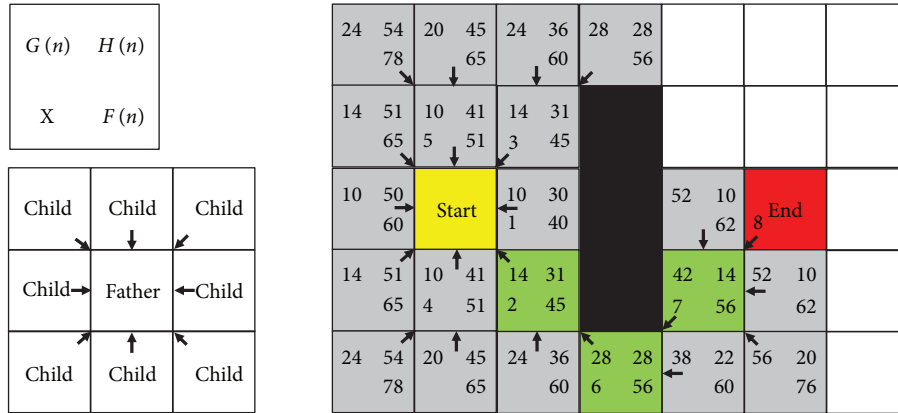 G (n) H (n)
X F (n)
Child Child Child
Child Father Child
Child Child Child
24 54 20 45 24 36 28 28
78 65 60 56
14 51 10 41 14 31
65 5 51 3 45
10 50 10 30 52 10
60 Start 1 40 62 8 End
14 51 10 41 14 31 42 14 52 10
65 4 51 2 45 7 56 62
24 54 20 45 24 36 28 28 38 22 56 20
78 65 60 6 56 60 76